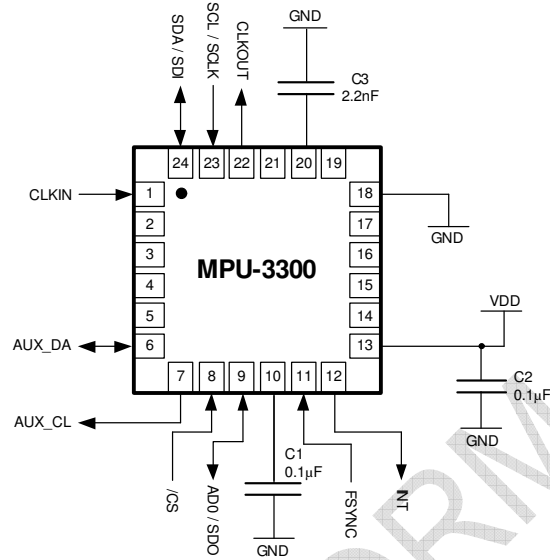 GND
SDA / SDI
SCL / SCLK
CLKOUT
C3
2.2nF
24 23 22 21 20 19
CLKIN
1
2
3
4
5
6
18
17
16
15
14
13
MPU-3300
GND
VDD
AUX_DA
C2
0.1µF
GND
7 8 9 10 11 12
AUX_CL
/CS
AD0 / SDO
C1
0.1µF
GND
FSYNC
INT
ORM